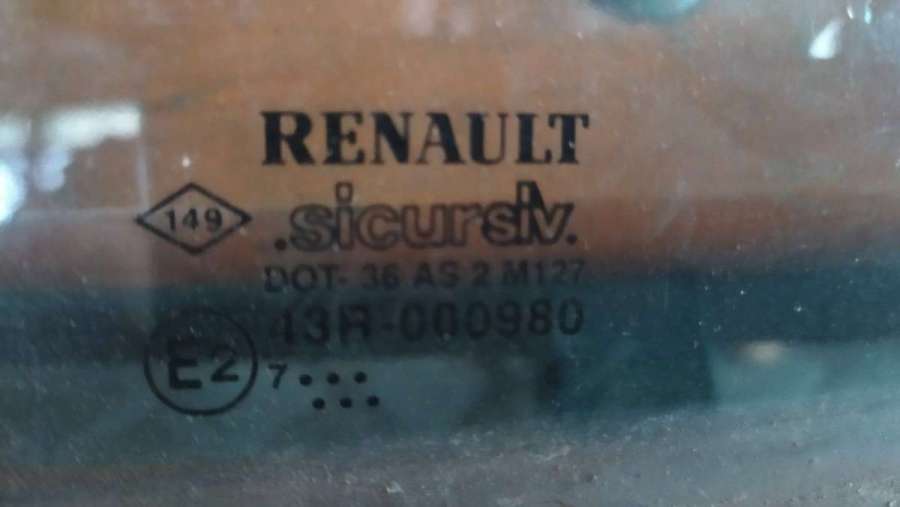 RENAULT
149
.sicursiv.
DOT- 36 AS 2 M127
43R-000980
E2
7